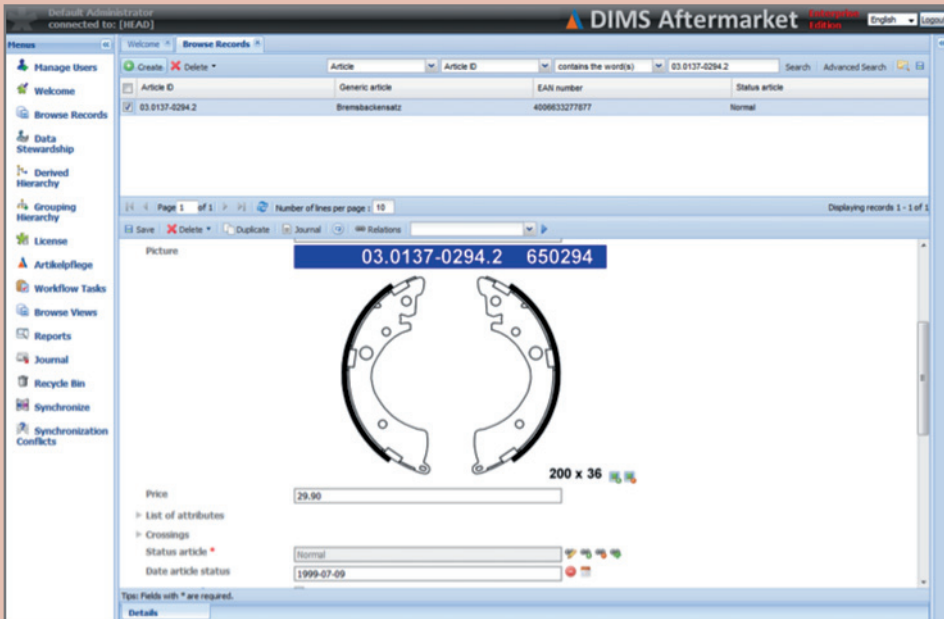 Default Administrator
connected to: [HEAD]
DIMS Aftermarket Enterprise Edition English Logout
Menus
Manage Users
Welcome
Browse Records
Data Stewardship
Derived Hierarchy
Grouping Hierarchy
License
Artikelpflege
Workflow Tasks
Browse Views
Reports
Journal
Recycle Bin
Synchronize
Synchronization Conflicts
Welcome Browse Records
Create Delete Article Article ID contains the word(s) 03.0137-0294.2 Search Advanced Search
Article ID Generic article EAN number Status article
03.0137-0294.2 Bremsbackensatz 4006633277877 Normal
Page 1 of 1 Number of lines per page : 10 Displaying records 1 - 1 of 1
Save Delete Duplicate Journal Relations
Picture
03.0137-0294.2 650294
200 x 36
Price 29.90
List of attributes
Crossings
Status article * Normal
Date article status 1999-07-09
Tips: Fields with * are required.
Details